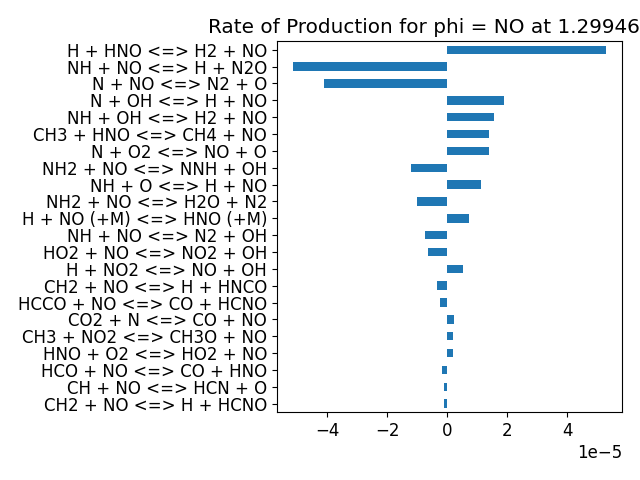 Rate of Production for phi = NO at 1.29946
H + HNO <=> H2 + NO
NH + NO <=> H + N2O
N + NO <=> N2 + O
N + OH <=> H + NO
NH + OH <=> H2 + NO
CH3 + HNO <=> CH4 + NO
N + O2 <=> NO + O
NH2 + NO <=> NNH + OH
NH + O <=> H + NO
NH2 + NO <=> H2O + N2
H + NO (+M) <=> HNO (+M)
NH + NO <=> N2 + OH
HO2 + NO <=> NO2 + OH
H + NO2 <=> NO + OH
CH2 + NO <=> H + HNCO
HCCO + NO <=> CO + HCNO
CO2 + N <=> CO + NO
CH3 + NO2 <=> CH3O + NO
HNO + O2 <=> HO2 + NO
HCO + NO <=> CO + HNO
CH + NO <=> HCN + O
CH2 + NO <=> H + HCNO
−4 −2 0 2 4
1e−5